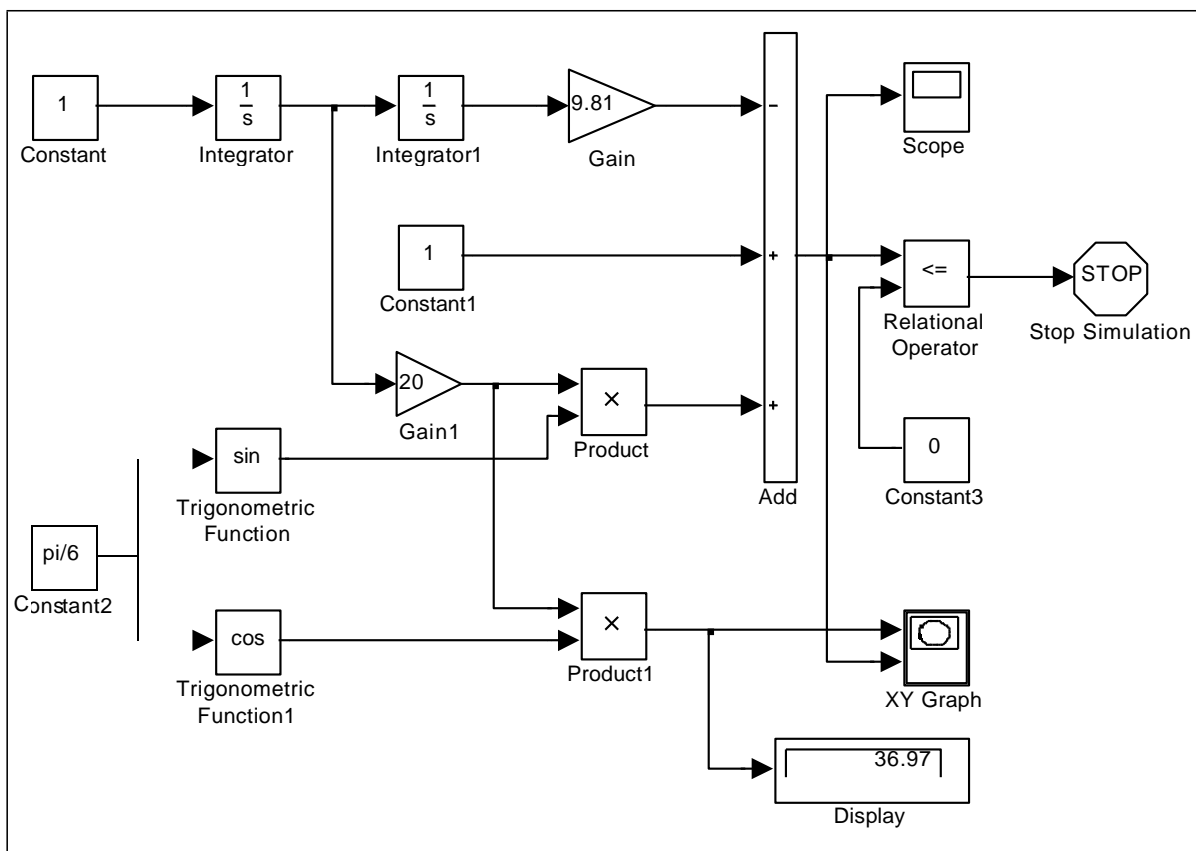 1
Constant
1
s
Integrator
1
s
Integrator1
9.81
Gain
−
+
+
Add
Scope
1
Constant1
<=
Relational
Operator
STOP
Stop Simulation
20
Gain1
×
Product
0
Constant3
sin
Trigonometric
Function
pi/6
Constant2
cos
Trigonometric
Function1
×
Product1
XY Graph
36.97
Display